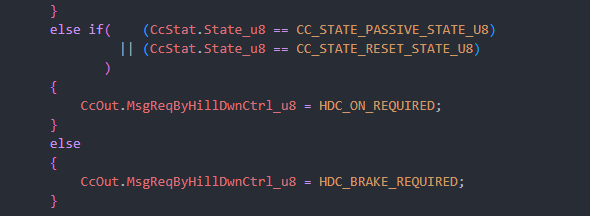 }
else if(    (CcStat.State_u8 == CC_STATE_PASSIVE_STATE_U8)
         || (CcStat.State_u8 == CC_STATE_RESET_STATE_U8)
       )
{
    CcOut.MsgReqByHillDwnCtrl_u8 = HDC_ON_REQUIRED;
}
else
{
    CcOut.MsgReqByHillDwnCtrl_u8 = HDC_BRAKE_REQUIRED;
}